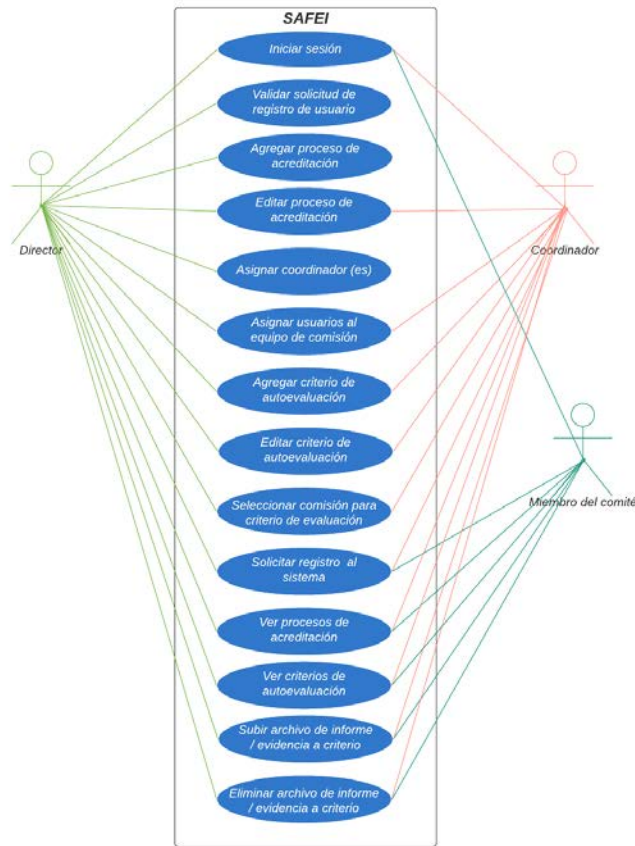 SAFEI
Iniciar sesión
Validar solicitud de
registro de usuario
Agregar proceso de
acreditación
Editar proceso de
acreditación
Director
Coordinador
Asignar coordinador (es)
Asignar usuarios al
equipo de comisión
Agregar criterio de
autoevaluación
Editar criterio de
autoevaluación
Seleccionar comisión para
criterio de evaluación
Miembro del comité
Solicitar registro al
sistema
Ver procesos de
acreditación
Ver criterios de
autoevaluación
Subir archivo de informe
/ evidencia a criterio
Eliminar archivo de informe
/ evidencia a criterio